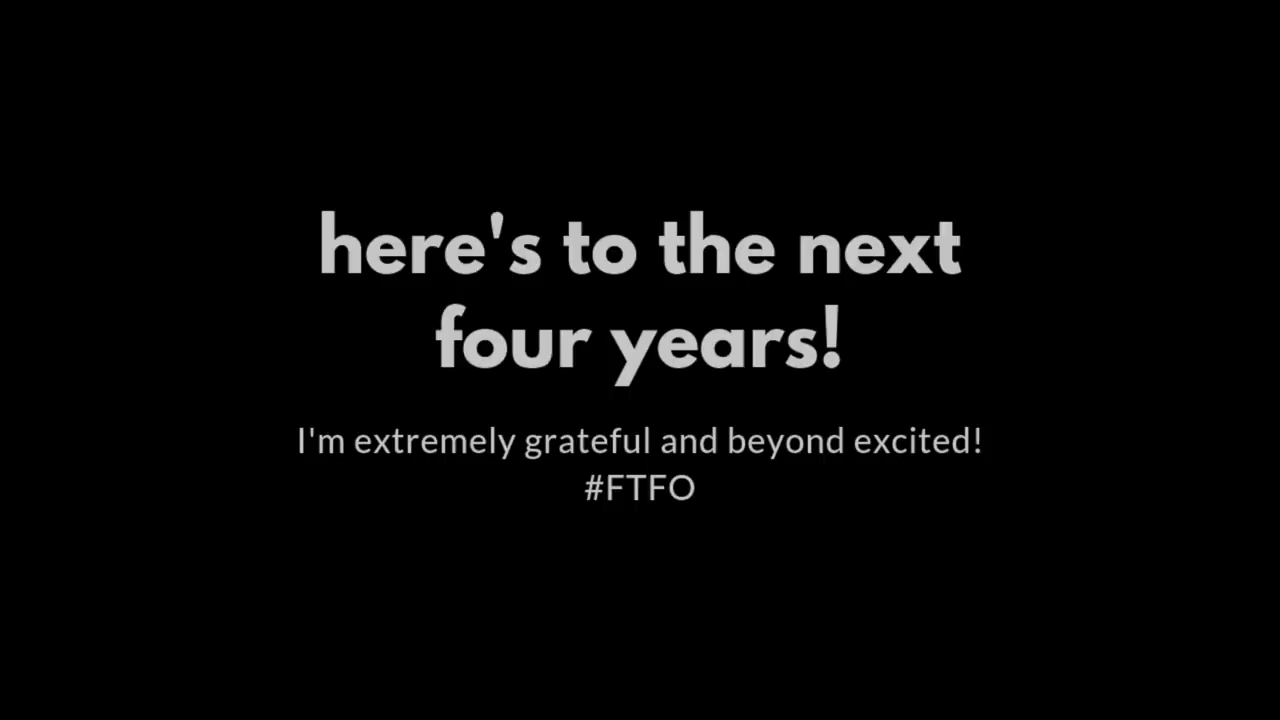 here's to the next
four years!
I'm extremely grateful and beyond excited!
#FTFO